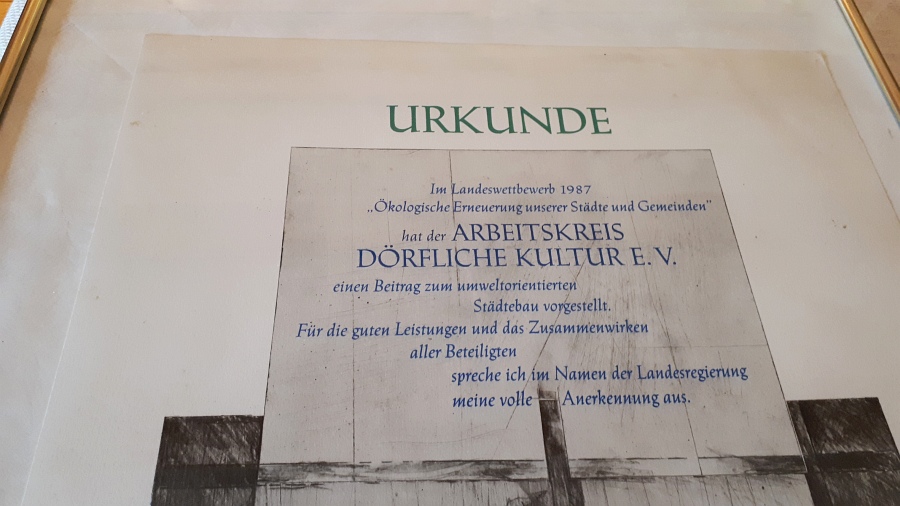 URKUNDE
Im Landeswettbewerb 1987
„Ökologische Erneuerung unserer Städte und Gemeinden"
hat der ARBEITSKREIS
DÖRFLICHE KULTUR E.V.
einen Beitrag zum umweltorientierten
Städtebau vorgestellt.
Für die guten Leistungen und das Zusammenwirken
aller Beteiligten
spreche ich im Namen der Landesregierung
meine volle Anerkennung aus.